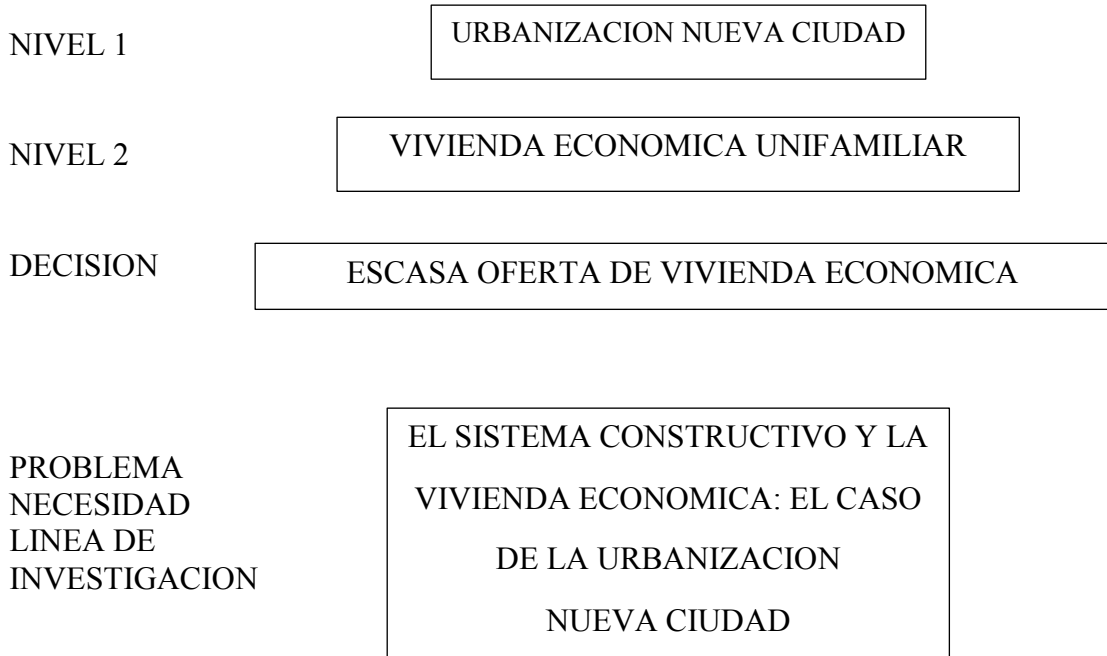 NIVEL 1
URBANIZACION NUEVA CIUDAD
NIVEL 2
VIVIENDA ECONOMICA UNIFAMILIAR
DECISION
ESCASA OFERTA DE VIVIENDA ECONOMICA
PROBLEMA
NECESIDAD
LINEA DE
INVESTIGACION
EL SISTEMA CONSTRUCTIVO Y LA
VIVIENDA ECONOMICA: EL CASO
DE LA URBANIZACION
NUEVA CIUDAD